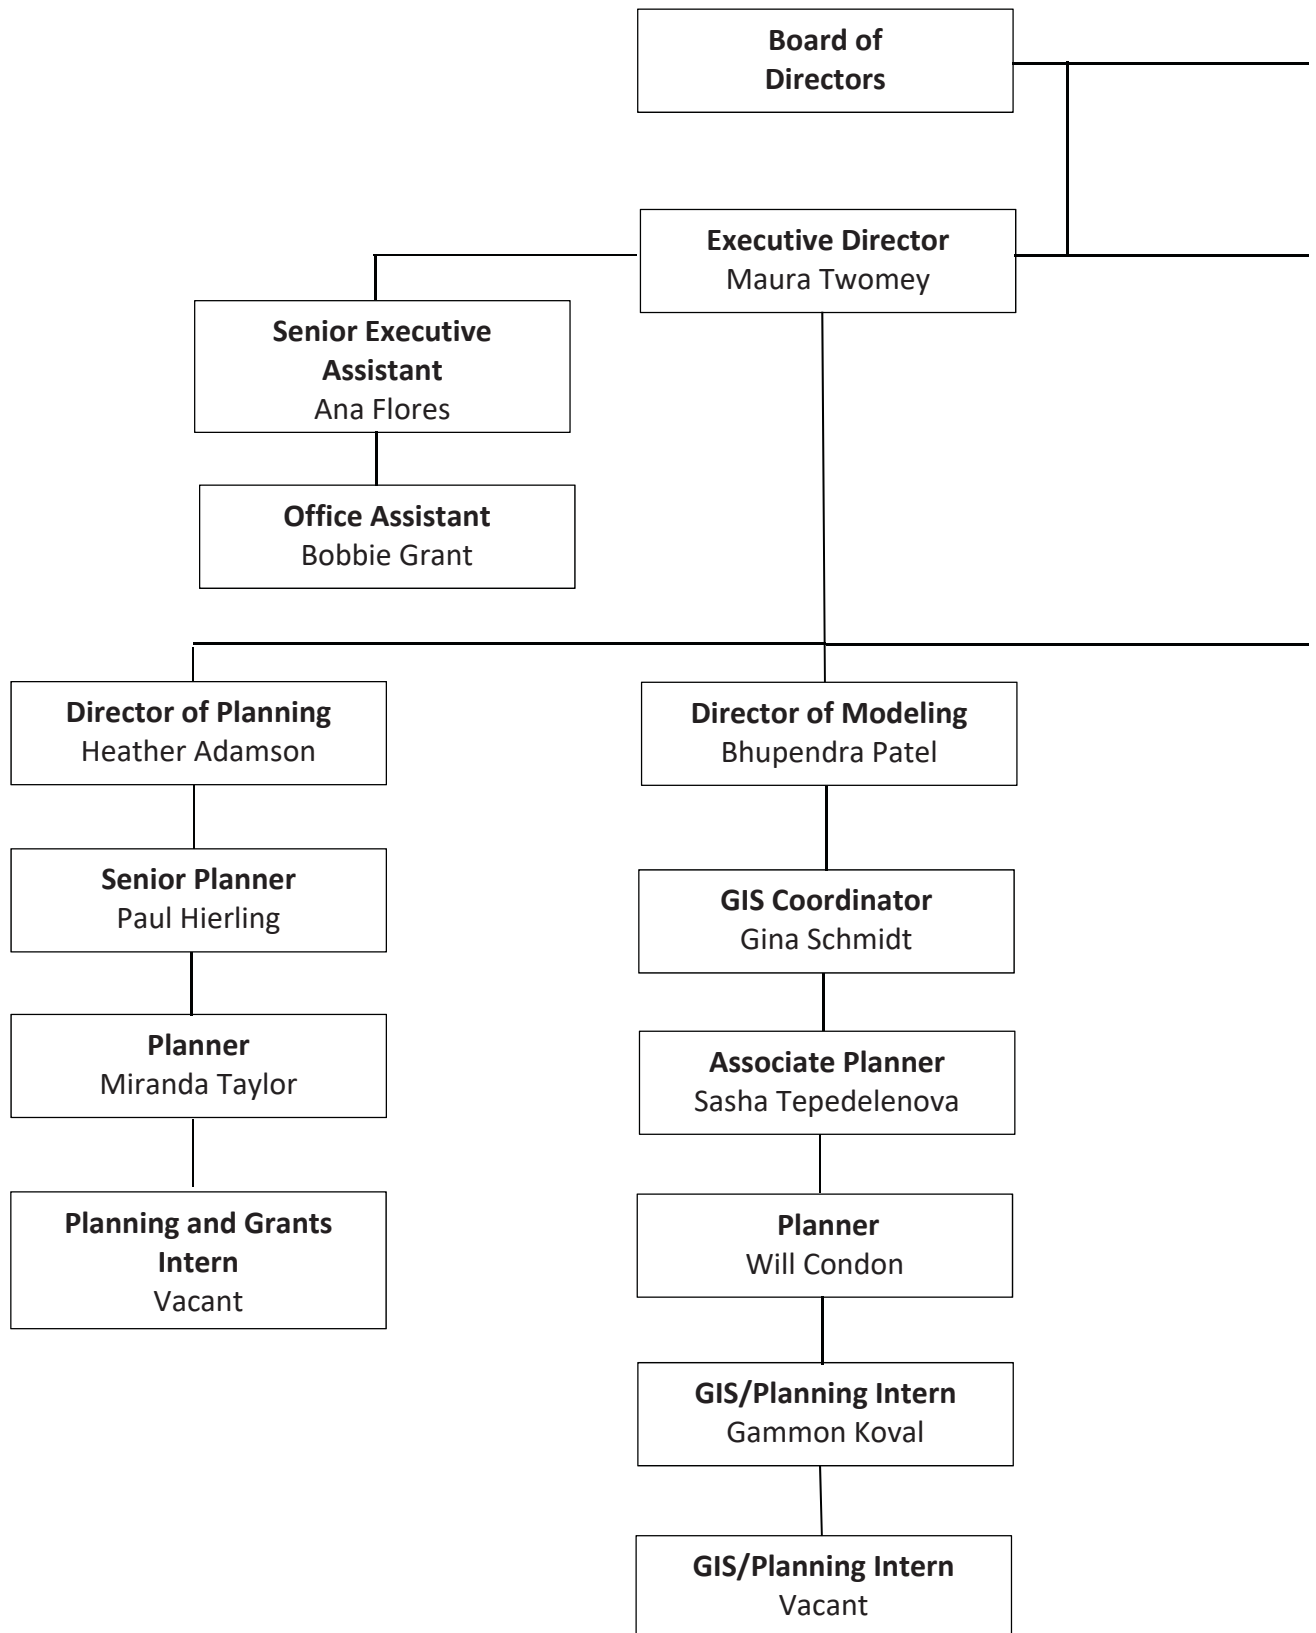 Board of
Directors
Executive Director
Maura Twomey
Senior Executive
Assistant
Ana Flores
Office Assistant
Bobbie Grant
Director of Planning
Heather Adamson
Director of Modeling
Bhupendra Patel
Senior Planner
Paul Hierling
GIS Coordinator
Gina Schmidt
Planner
Miranda Taylor
Associate Planner
Sasha Tepedelenova
Planning and Grants
Intern
Vacant
Planner
Will Condon
GIS/Planning Intern
Gammon Koval
GIS/Planning Intern
Vacant